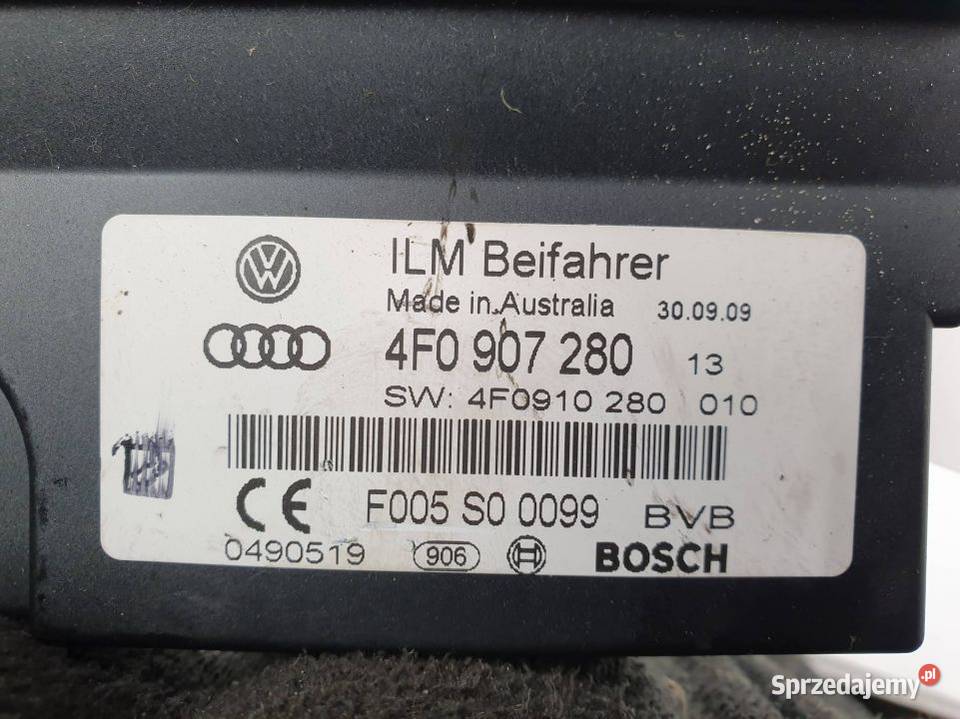 ILM Beifahrer
Made in Australia 30.09.09
4F0 907 280 13
SW: 4F0910 280 010
CE F005 S0 0099 BVB
0490519 906 BOSCH
Sprzedajemy.pl